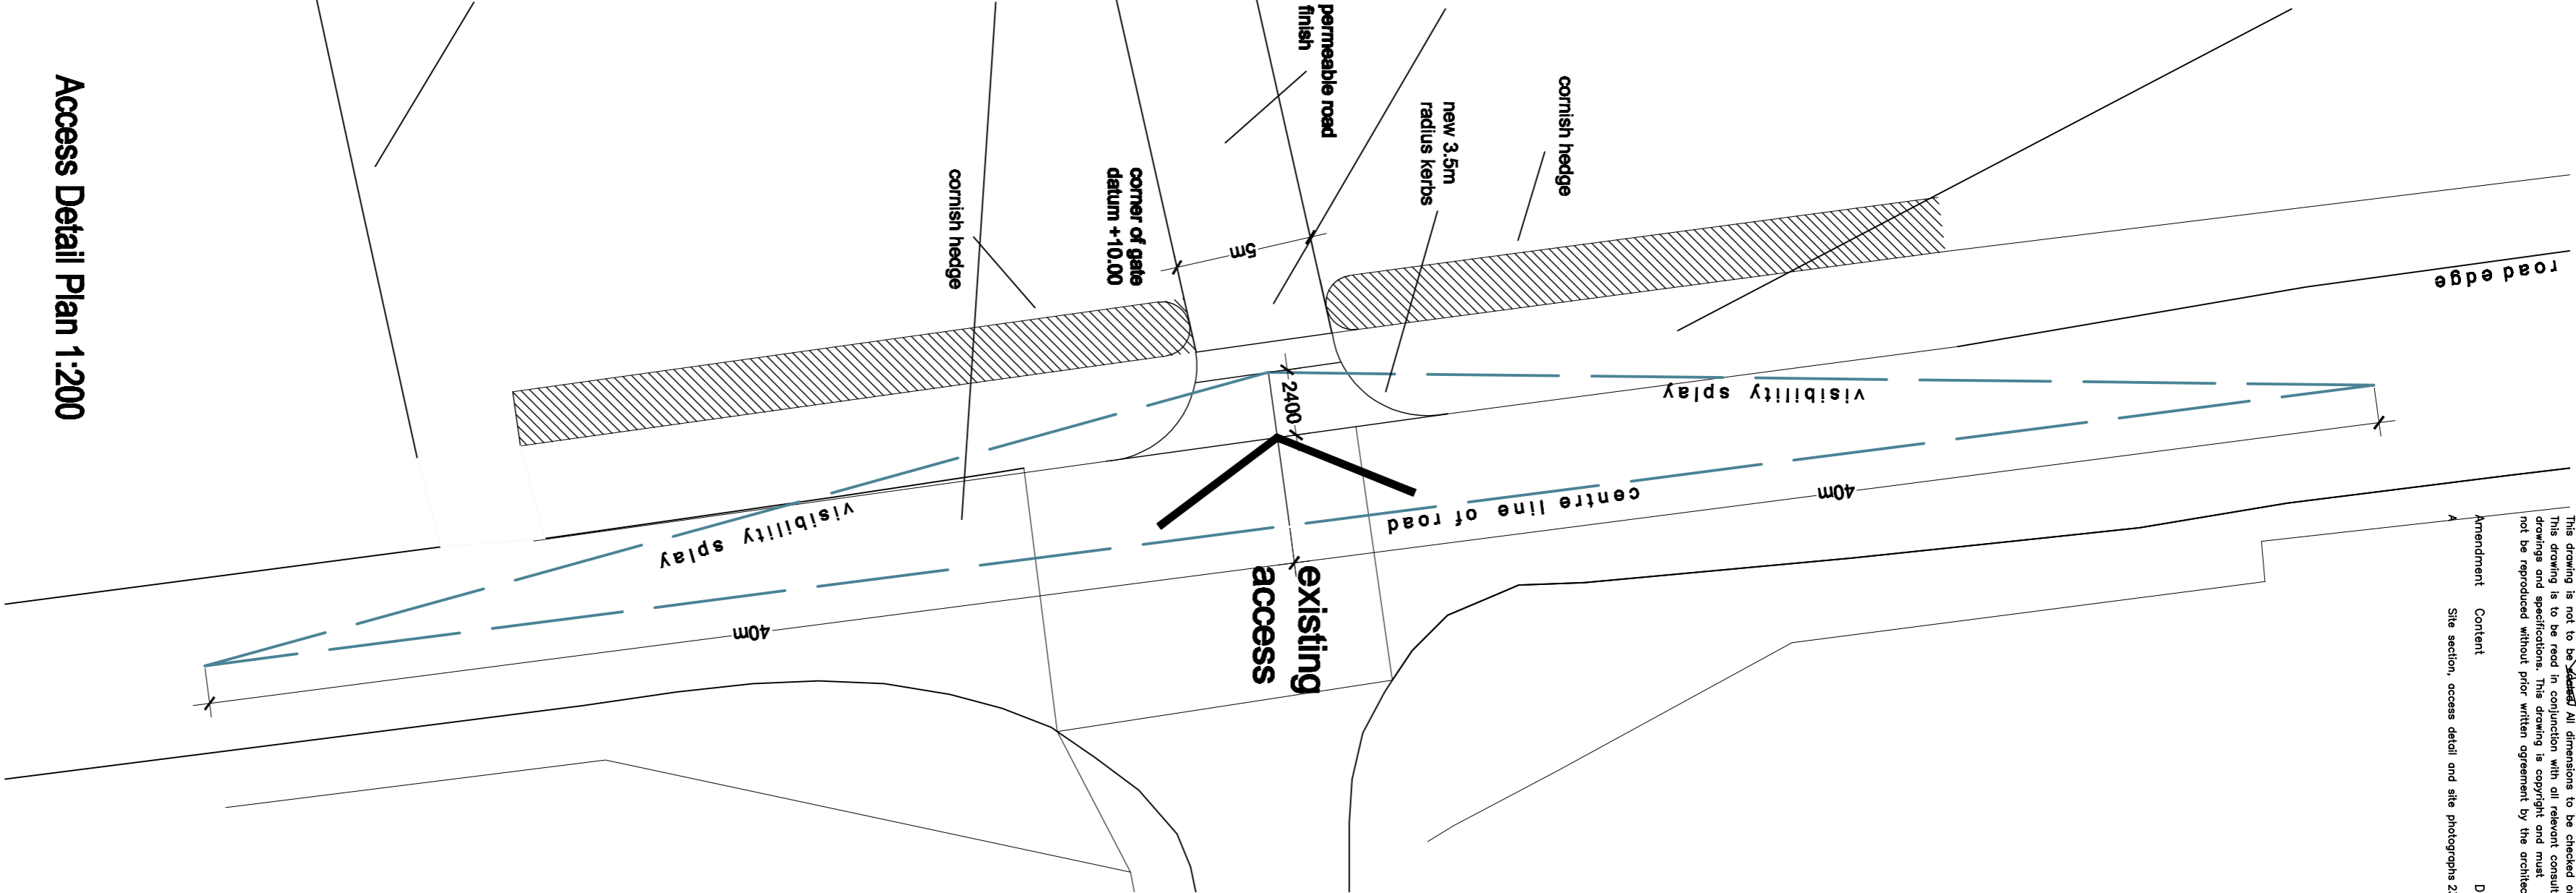 Access Detail Plan 1:200
permeable road
finish
cornish hedge
new 3.5m
radius kerbs
corner of gate
datum +10.00
cornish hedge
5m
2400
road edge
visibility splay
visibility splay
centre line of road
40m
40m
existing
access
This drawing is not to be scaled All dimensions to be checked
This drawing is to be read in conjunction with all relevant
drawings and specifications. This drawing is copyright and must
not be reproduced without prior written agreement by the
Amendment Content D
A Site section, access detail and site photographs